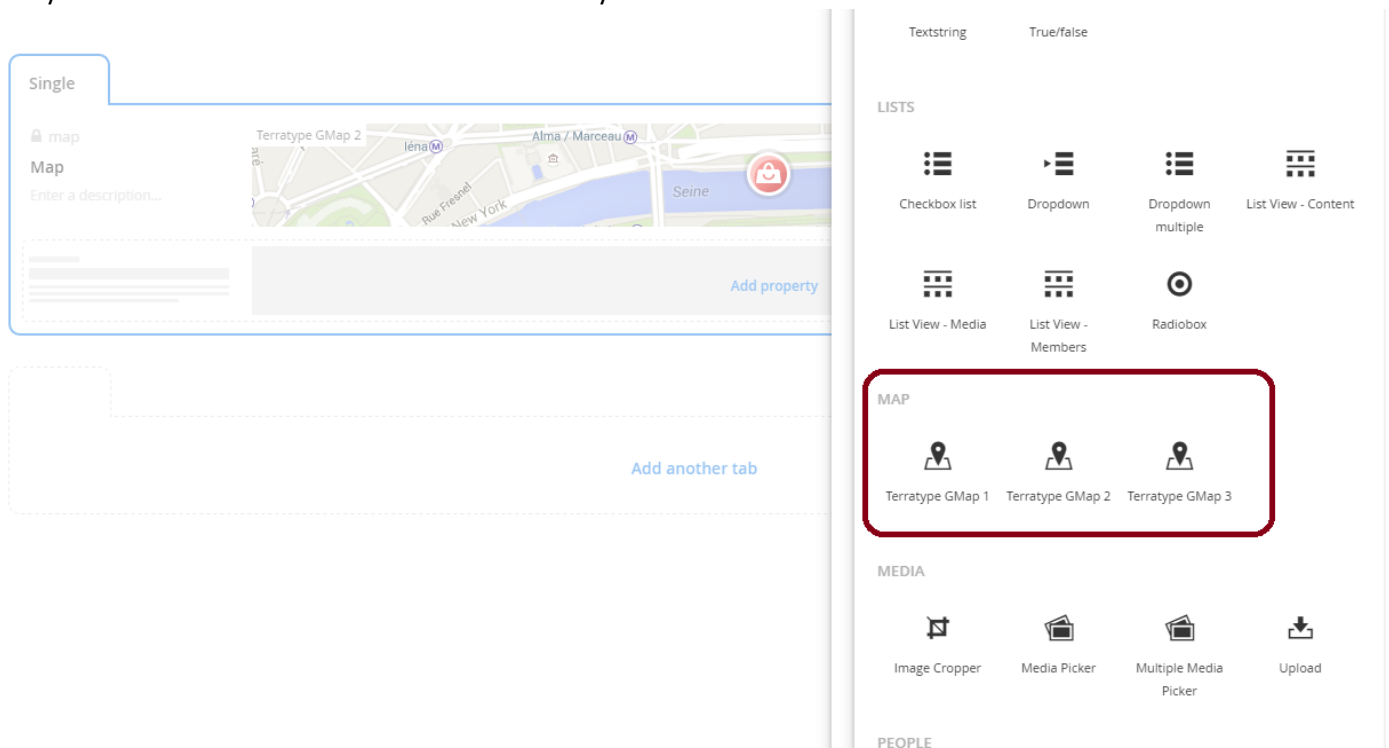 Single
map
Map
Enter a description...
Terratype GMap 2
Iéna M
Alma / Marceau M
Rue Fresnel
New York
Seine
Add property
Add another tab
Textstring
True/false
LISTS
Checkbox list
Dropdown
Dropdown
multiple
List View - Content
List View - Media
List View -
Members
Radiobox
MAP
Terratype GMap 1
Terratype GMap 2
Terratype GMap 3
MEDIA
Image Cropper
Media Picker
Multiple Media
Picker
Upload
PEOPLE